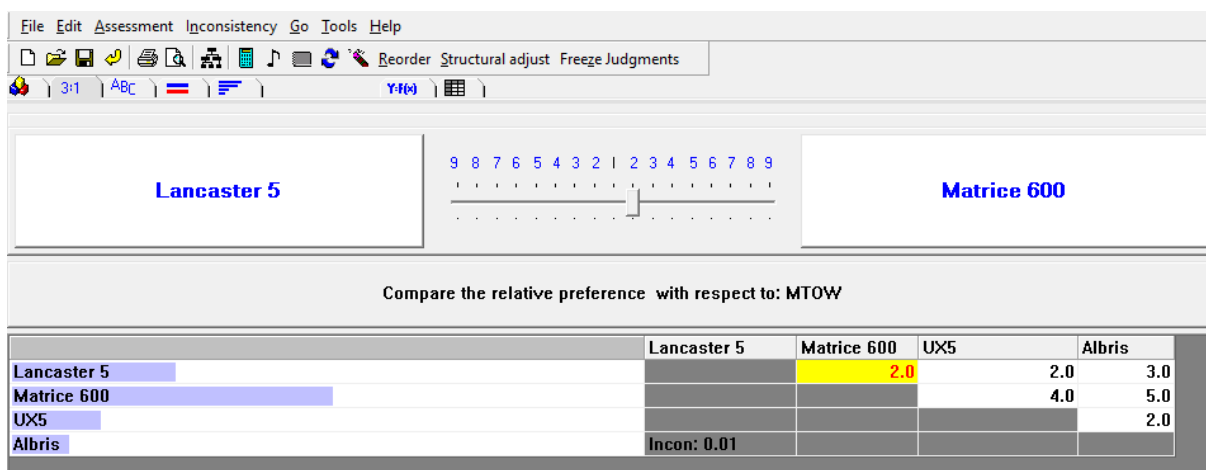 File Edit Assessment Inconsistency Go Tools Help
Reorder Structural adjust Freeze Judgments
3:1 ABC Y=F(x)
9 8 7 6 5 4 3 2 1 2 3 4 5 6 7 8 9
Lancaster 5 Matrice 600
Compare the relative preference with respect to: MTOW
Lancaster 5 Matrice 600 UX5 Albris
Lancaster 5 2.0 2.0 3.0
Matrice 600 4.0 5.0
UX5 2.0
Albris Incon: 0.01